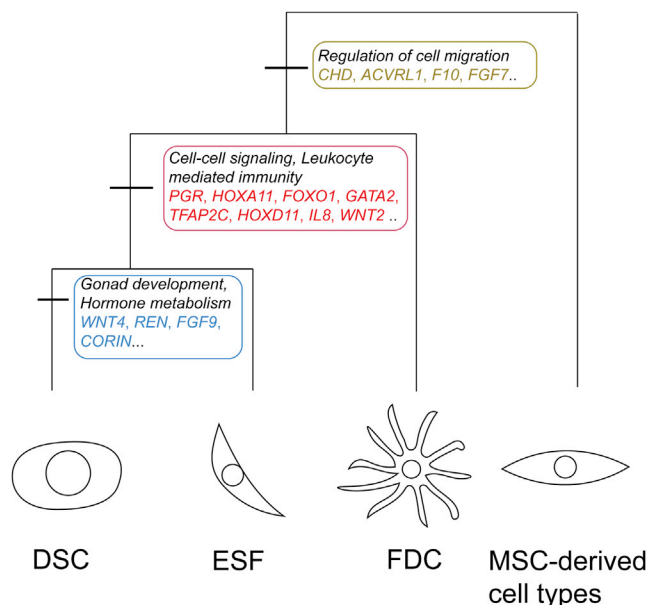 Regulation of cell migration
CHD, ACVRL1, F10, FGF7..
Cell-cell signaling, Leukocyte
mediated immunity
PGR, HOXA11, FOXO1, GATA2,
TFAP2C, HOXD11, IL8, WNT2 ..
Gonad development,
Hormone metabolism
WNT4, REN, FGF9,
CORIN...
DSC
ESF
FDC
MSC-derived
cell types